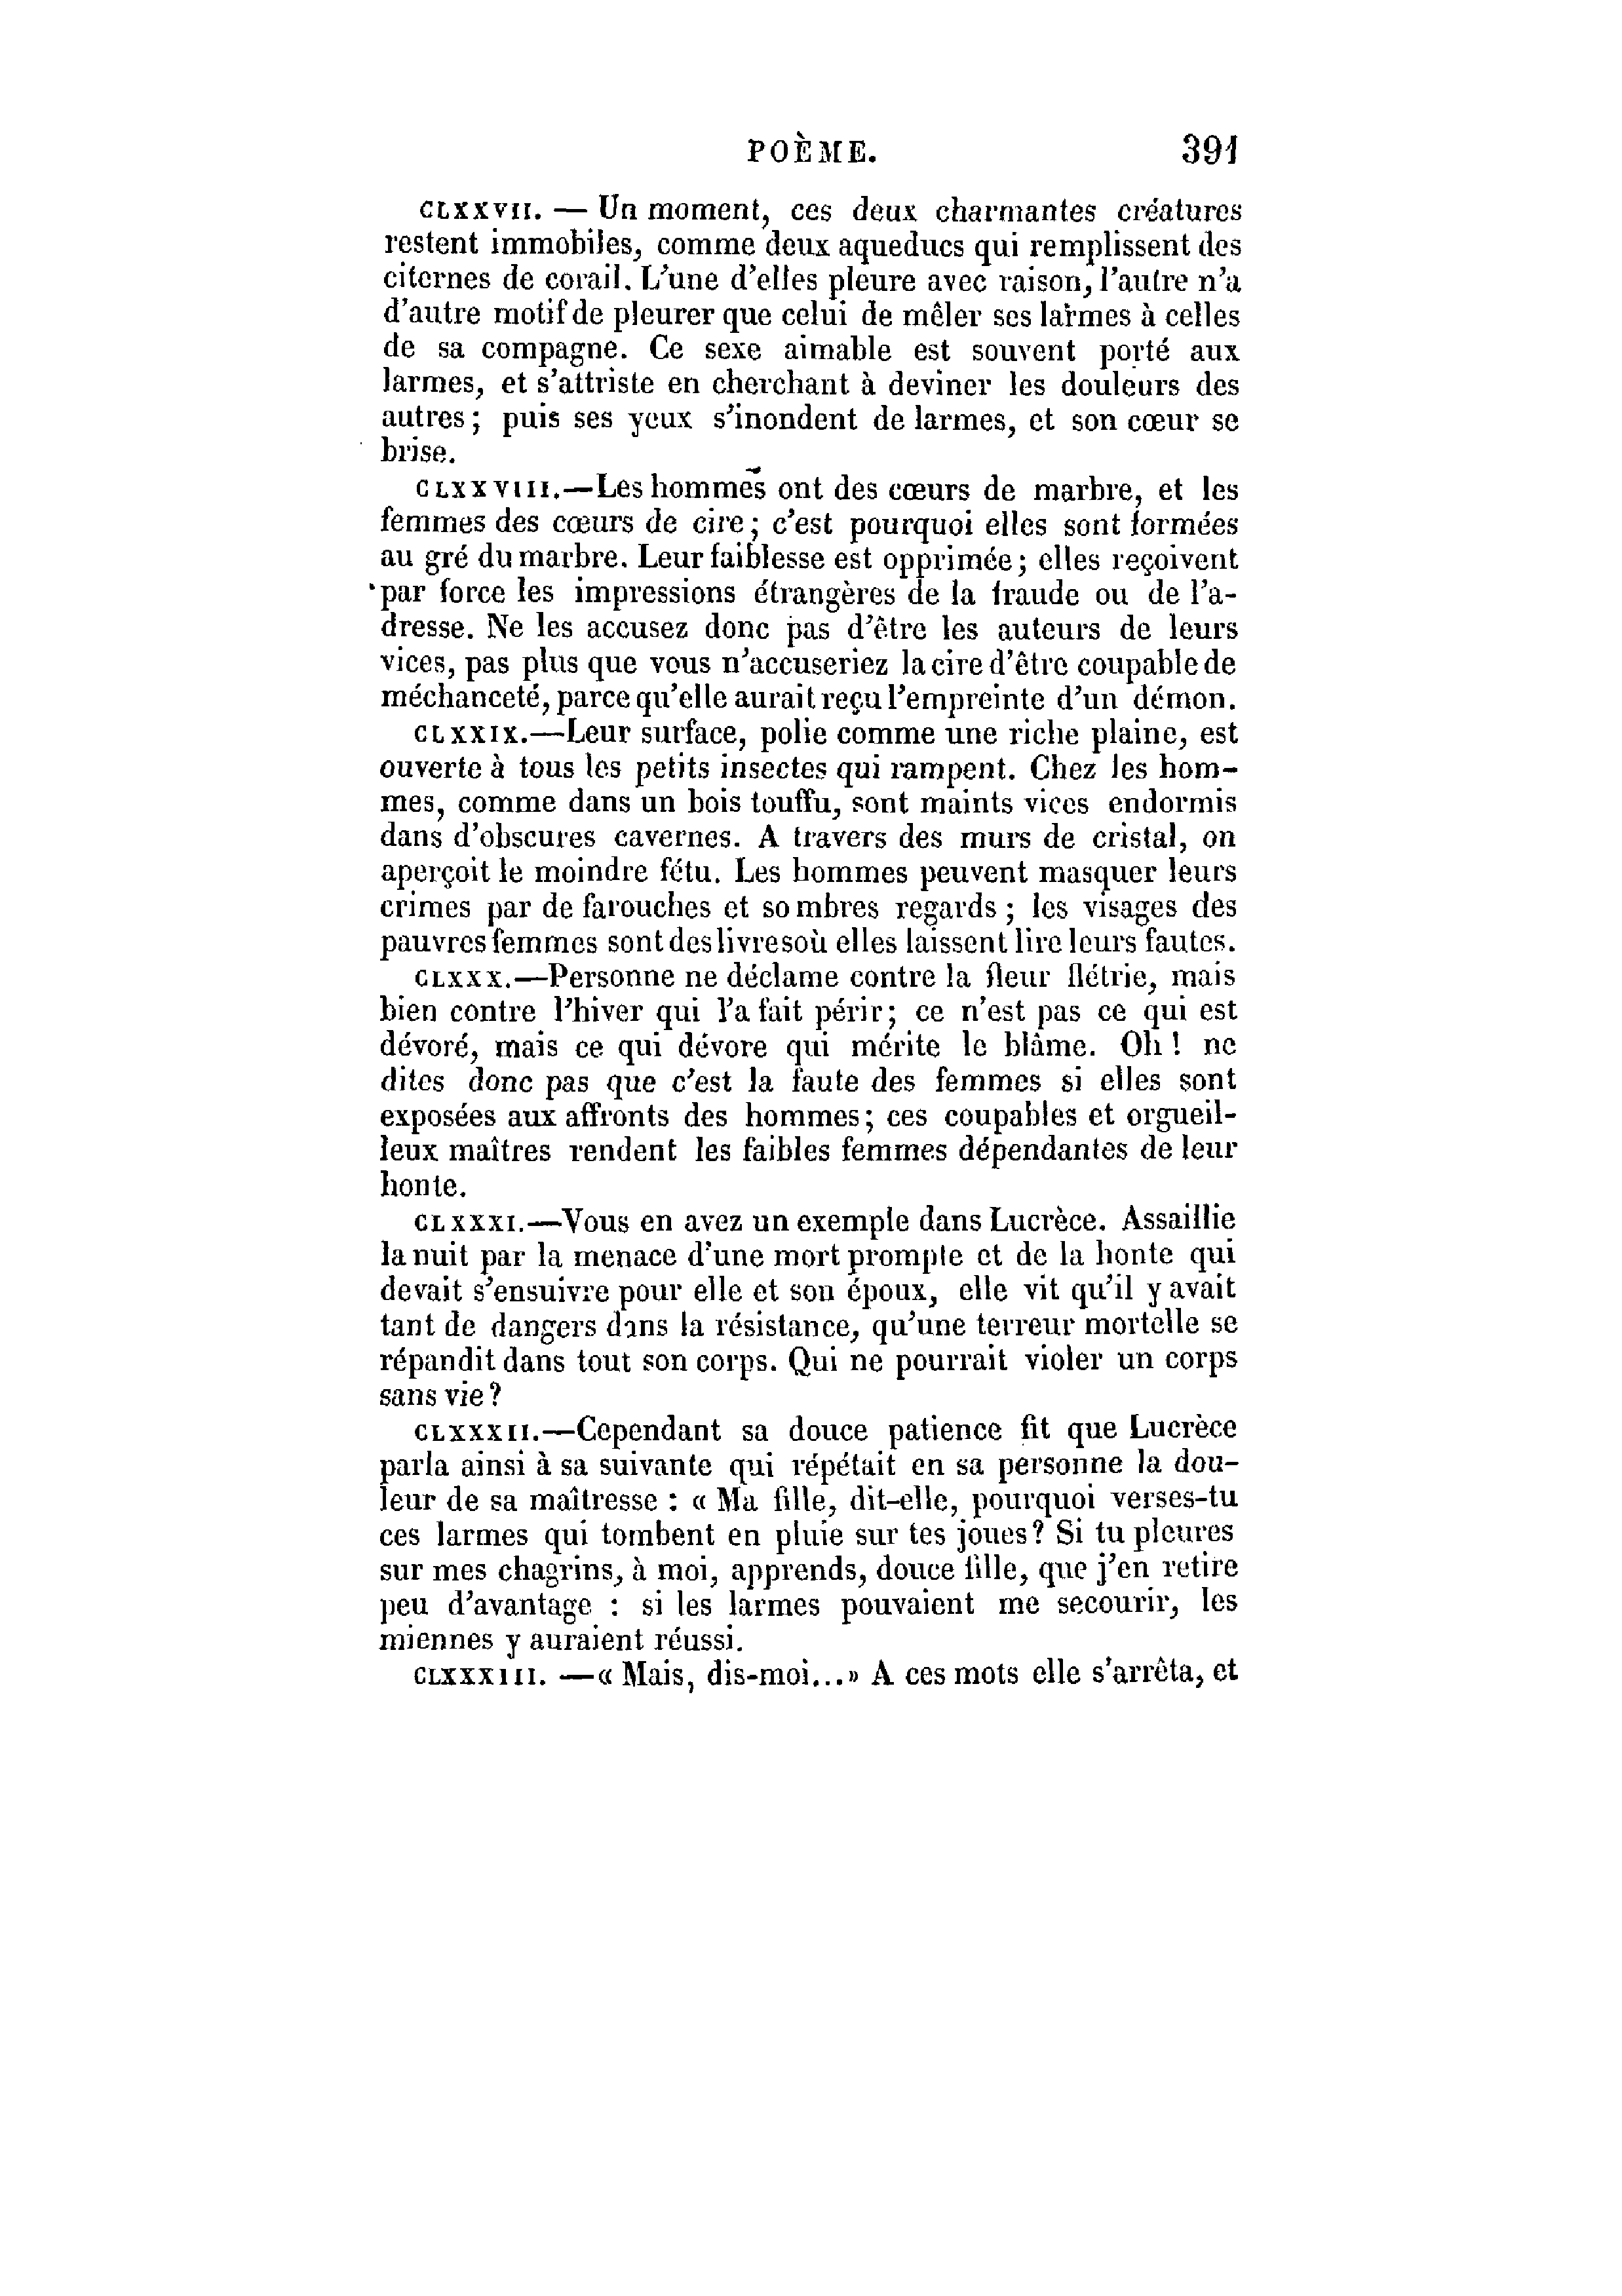 POÈME. 391
CLXXVII. — Un moment, ces deux charmantes créatures
restent immobiles, comme deux aqueducs qui remplissent des
citernes de corail. L'une d'elles pleure avec raison, l'autre n'a
d'autre motif de pleurer que celui de mêler ses larmes à celles
de sa compagne. Ce sexe aimable est souvent porté aux
larmes, et s'attriste en cherchant à deviner les douleurs des
autres; puis ses yeux s'inondent de larmes, et son cœur se
brise.
CLXXVIII.—Les hommes ont des cœurs de marbre, et les
femmes des cœurs de cire; c'est pourquoi elles sont formées
au gré du marbre. Leur faiblesse est opprimée; elles reçoivent
par force les impressions étrangères de la fraude ou de l'a-
dresse. Ne les accusez donc pas d'être les auteurs de leurs
vices, pas plus que vous n'accuseriez la cire d'être coupable de
méchanceté, parce qu'elle aurait reçu l'empreinte d'un démon.
CLXXIX.—Leur surface, polie comme une riche plaine, est
ouverte à tous les petits insectes qui rampent. Chez les hom-
mes, comme dans un bois touffu, sont maints vices endormis
dans d'obscures cavernes. A travers des murs de cristal, on
aperçoit le moindre fétu. Les hommes peuvent masquer leurs
crimes par de farouches et sombres regards; les visages des
pauvres femmes sont des livres où elles laissent lire leurs fautes.
CLXXX.—Personne ne déclame contre la fleur flétrie, mais
bien contre l'hiver qui l'a fait périr; ce n'est pas ce qui est
dévoré, mais ce qui dévore qui mérite le blâme. Oh! ne
dites donc pas que c'est la faute des femmes si elles sont
exposées aux affronts des hommes; ces coupables et orgueil-
leux maîtres rendent les faibles femmes dépendantes de leur
honte.
CLXXXI.—Vous en avez un exemple dans Lucrèce. Assaillie
la nuit par la menace d'une mort prompte et de la honte qui
devait s'ensuivre pour elle et son époux, elle vit qu'il y avait
tant de dangers dans la résistance, qu'une terreur mortelle se
répandit dans tout son corps. Qui ne pourrait violer un corps
sans vie?
CLXXXII.—Cependant sa douce patience fit que Lucrèce
parla ainsi à sa suivante qui répétait en sa personne la dou-
leur de sa maîtresse : « Ma fille, dit-elle, pourquoi verses-tu
ces larmes qui tombent en pluie sur tes joues? Si tu pleures
sur mes chagrins, à moi, apprends, douce fille, que j'en retire
peu d'avantage : si les larmes pouvaient me secourir, les
miennes y auraient réussi.
CLXXXIII. —« Mais, dis-moi...» A ces mots elle s'arrêta, et